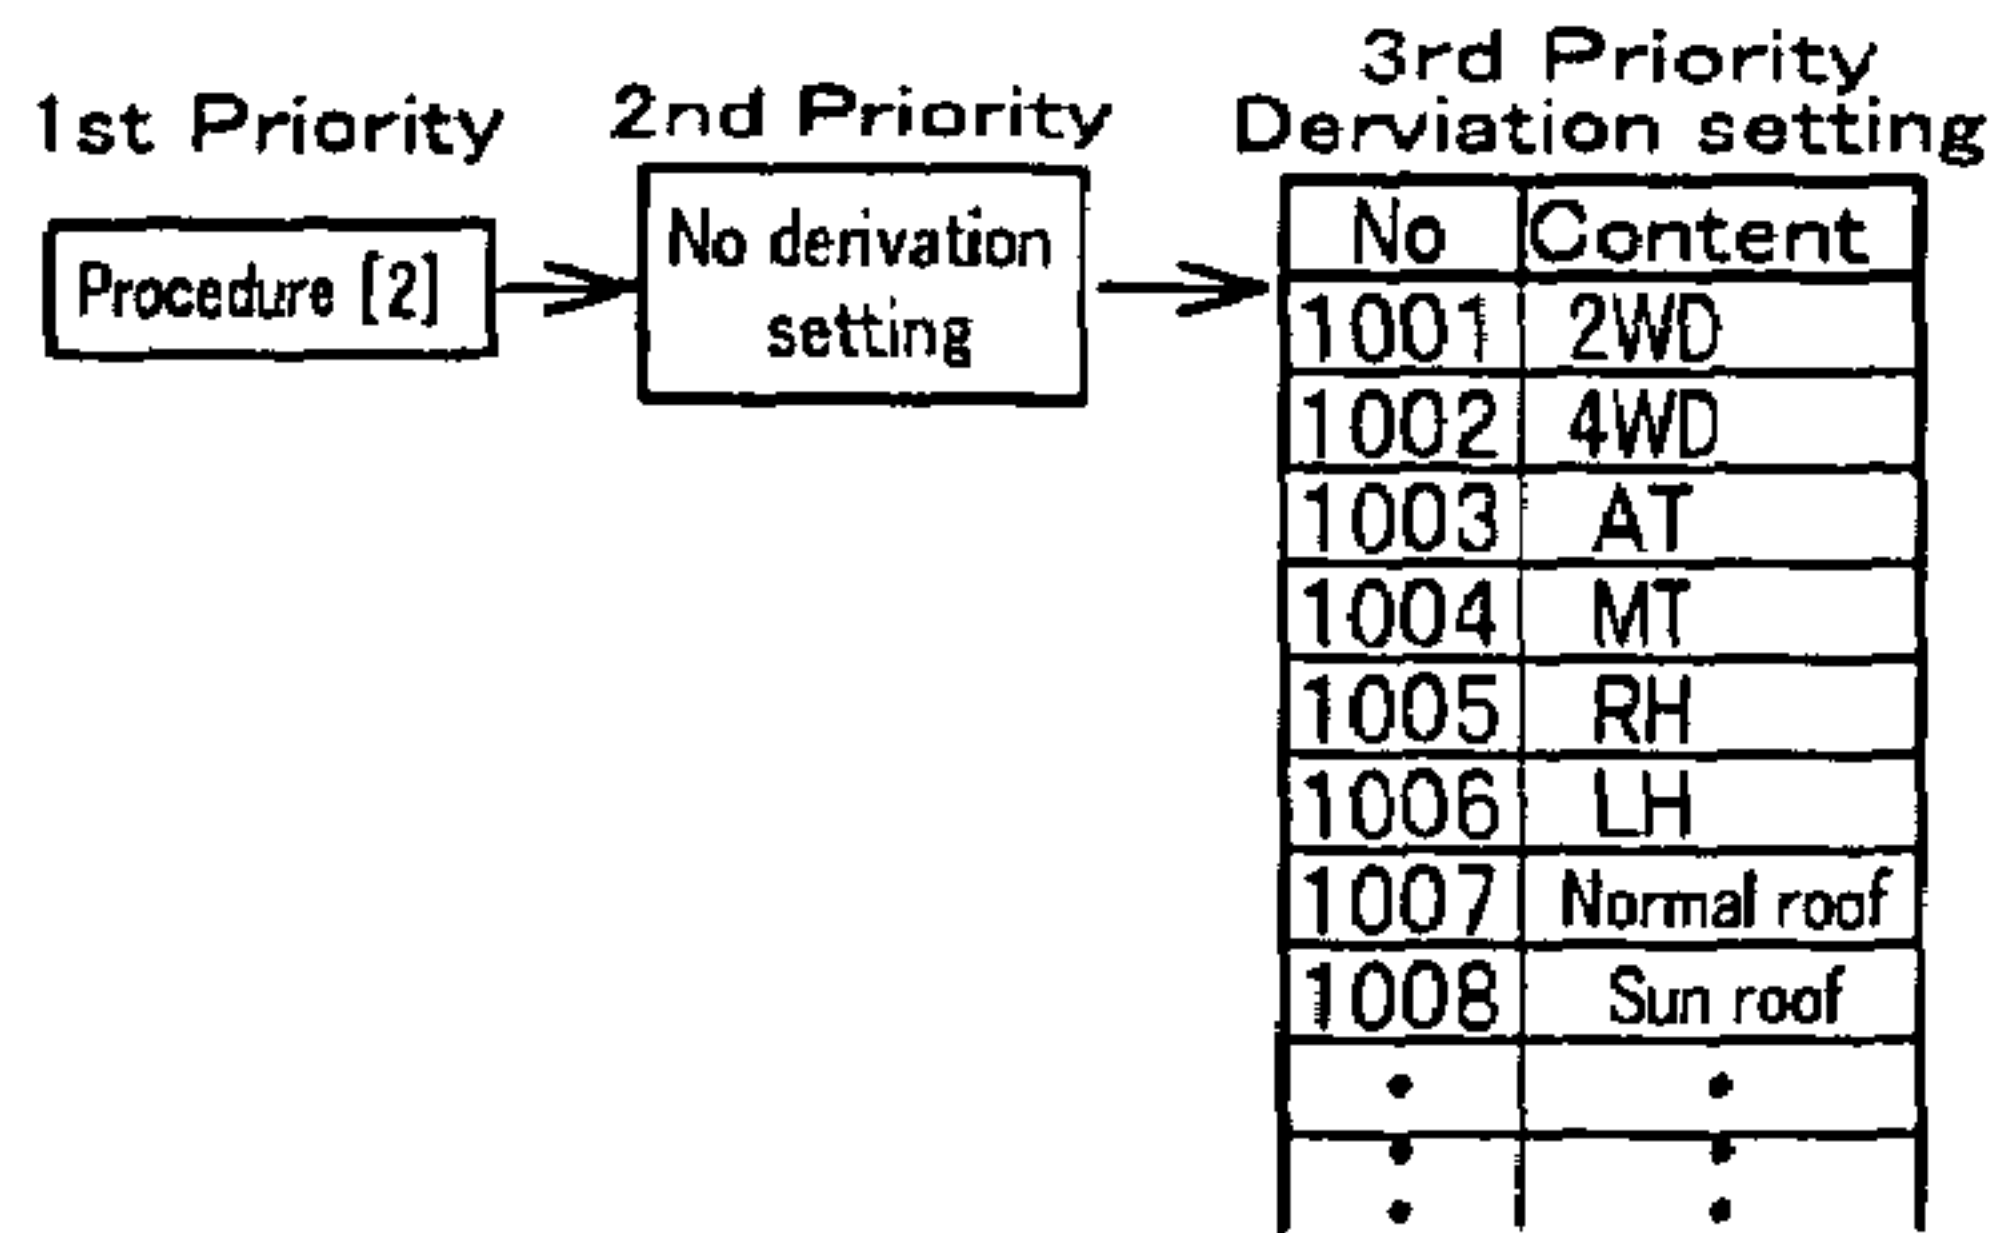 1st Priority
Procedure [2]
2nd Priority
No derivation
setting
3rd Priority
Derviation setting
No Content
1001 2WD
1002 4WD
1003 AT
1004 MT
1005 RH
1006 LH
1007 Normal roof
1008 Sun roof